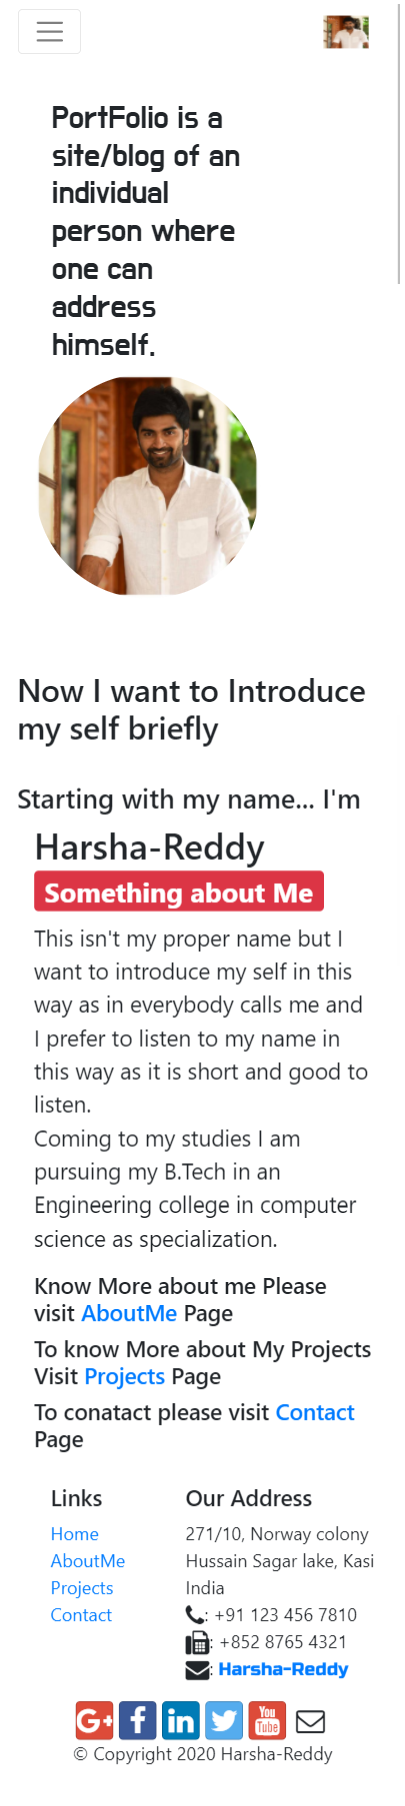 PortFolio is a
site/blog of an
individual
person where
one can
address
himself.
Now I want to Introduce
my self briefly
Starting with my name... I'm
Harsha-Reddy
Something about Me
This isn't my proper name but I
want to introduce my self in this
way as in everybody calls me and
I prefer to listen to my name in
this way as it is short and good to
listen.
Coming to my studies I am
pursuing my B.Tech in an
Engineering college in computer
science as specialization.
Know More about me Please
visit AboutMe Page
To know More about My Projects
Visit Projects Page
To conatact please visit Contact
Page
Links
Home
AboutMe
Projects
Contact
Our Address
271/10, Norway colony
Hussain Sagar lake, Kasi
India
: +91 123 456 7810
: +852 8765 4321
: Harsha-Reddy
G+ f in You Tube
© Copyright 2020 Harsha-Reddy